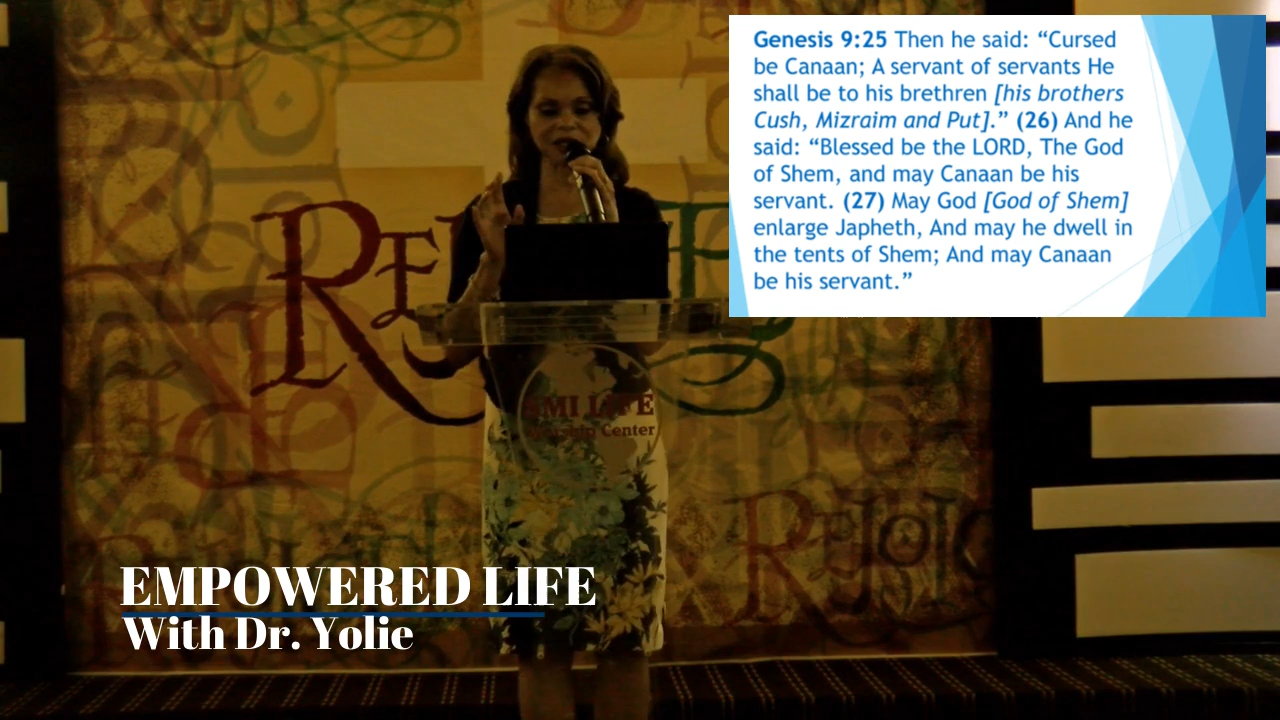 Genesis 9:25 Then he said: “Cursed
be Canaan; A servant of servants He
shall be to his brethren [his brothers
Cush, Mizraim and Put].” (26) And he
said: “Blessed be the LORD, The God
of Shem, and may Canaan be his
servant. (27) May God [God of Shem]
enlarge Japheth, And may he dwell in
the tents of Shem; And may Canaan
be his servant.”
LIFE
Center
REJOI
EMPOWERED LIFE
With Dr. Yolie